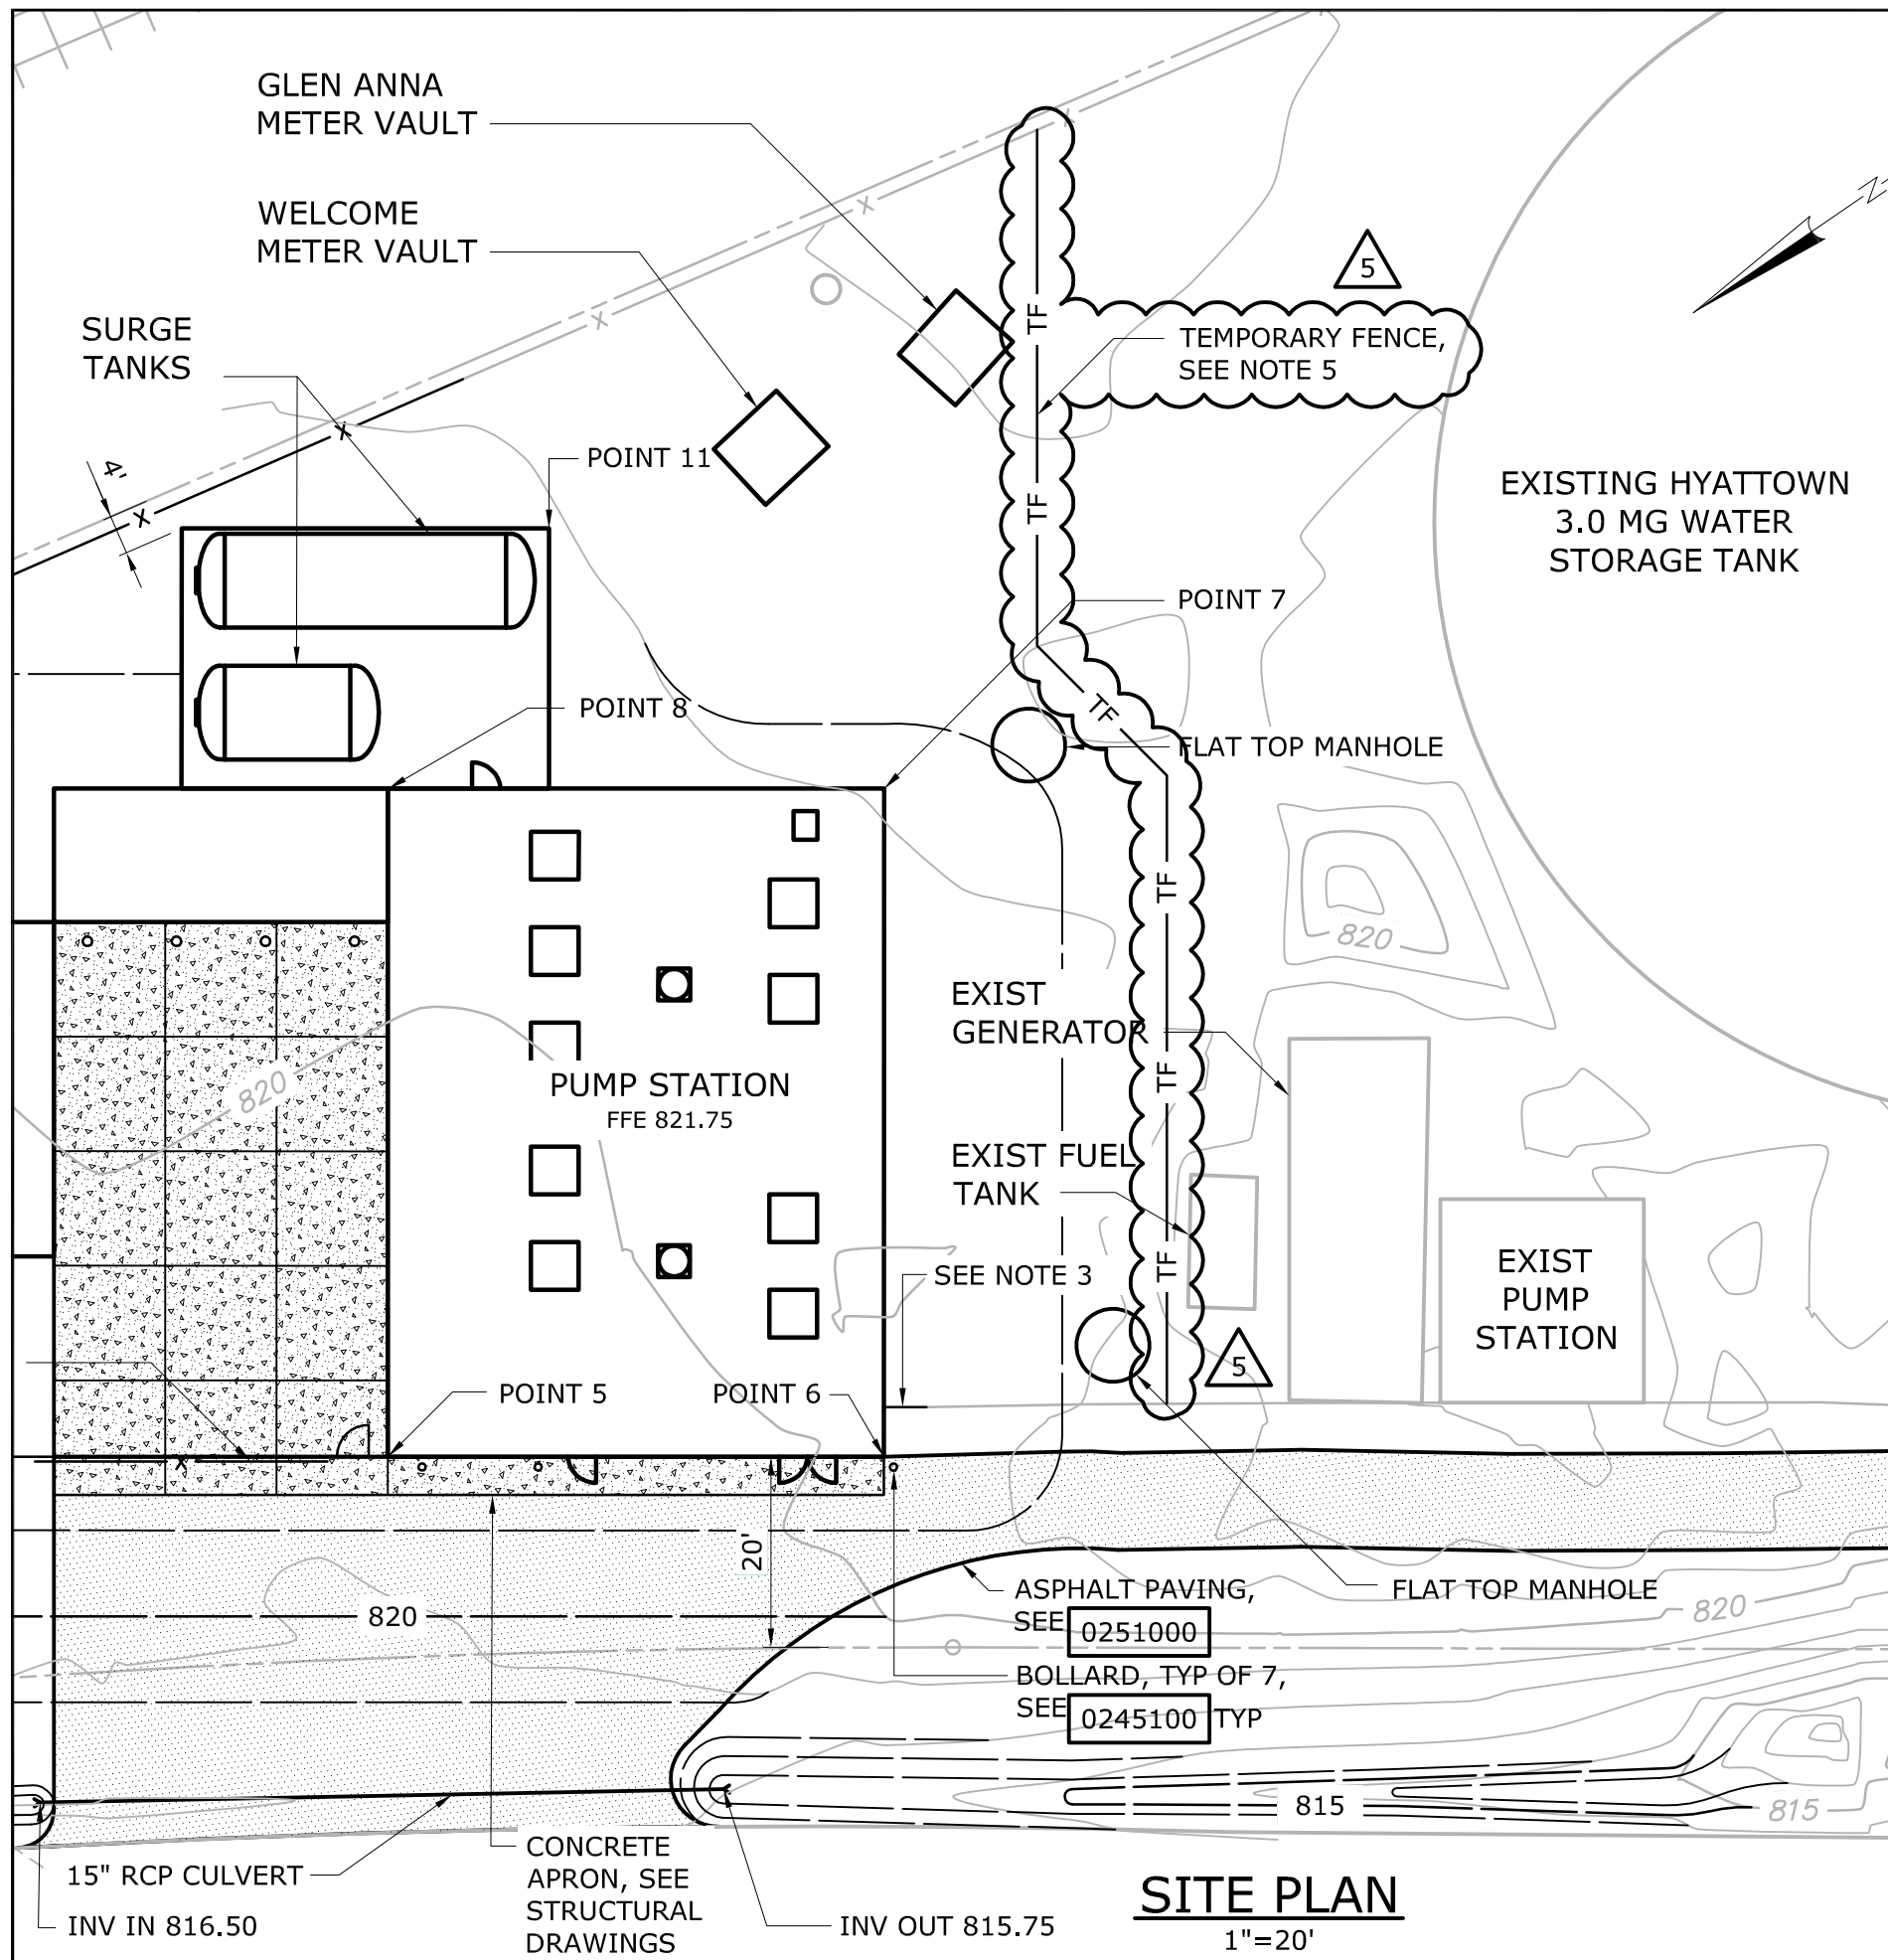 GLEN ANNA
METER VAULT
WELCOME
METER VAULT
SURGE
TANKS
N
5
TEMPORARY FENCE,
SEE NOTE 5
TF
TF
TF
TF
TF
TF
X
X
X
X
X
X
4'
POINT 11
EXISTING HYATTOWN
3.0 MG WATER
STORAGE TANK
POINT 7
POINT 8
FLAT TOP MANHOLE
820
EXIST
GENERATOR
820
PUMP STATION
FFE 821.75
EXIST FUEL
TANK
SEE NOTE 3
EXIST
PUMP
STATION
5
POINT 5
POINT 6
20'
ASPHALT PAVING,
SEE 0251000
FLAT TOP MANHOLE
820
820
BOLLARD, TYP OF 7,
SEE 0245100 TYP
815
815
15" RCP CULVERT
INV IN 816.50
CONCRETE
APRON, SEE
STRUCTURAL
DRAWINGS
INV OUT 815.75
SITE PLAN
1"=20'